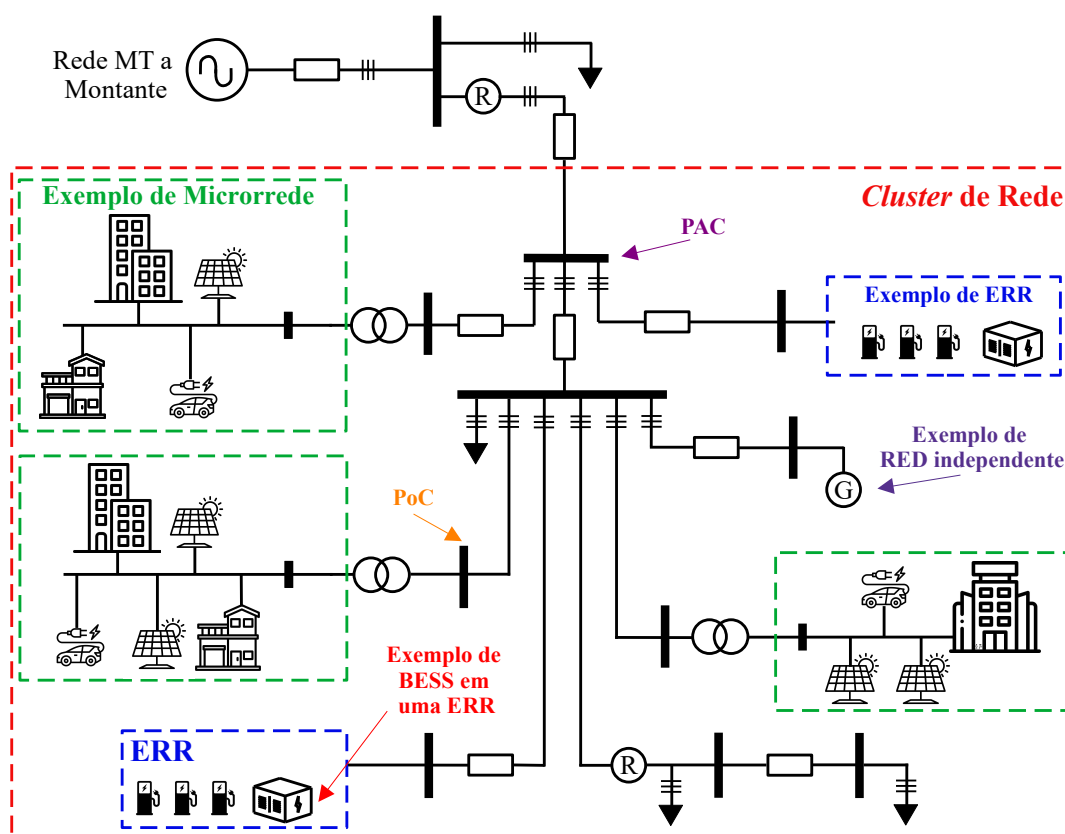 Rede MT a
Montante
R
Exemplo de Microrrede
Cluster de Rede
PAC
Exemplo de ERR
Exemplo de
RED independente
G
PoC
Exemplo de
BESS em
uma ERR
ERR
R